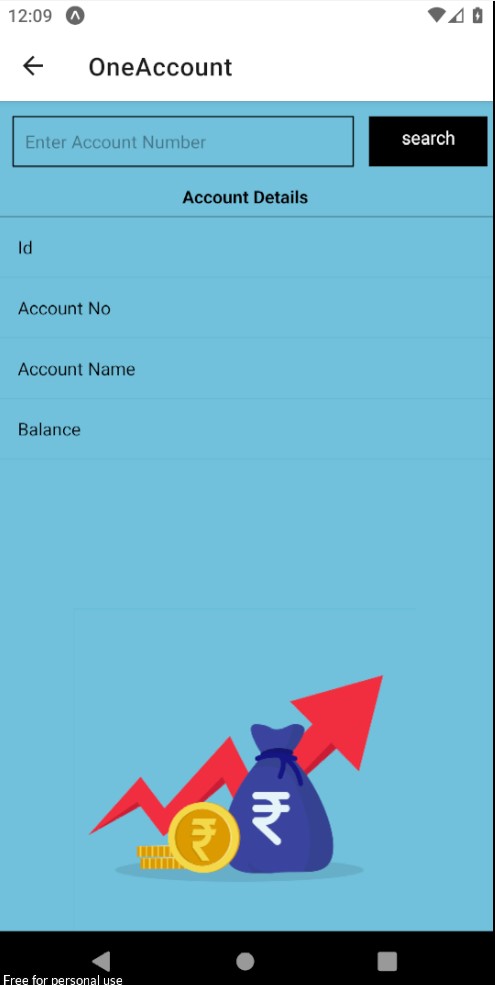 12:09
OneAccount
Enter Account Number
search
Account Details
Id
Account No
Account Name
Balance
₹
₹
Free for personal use